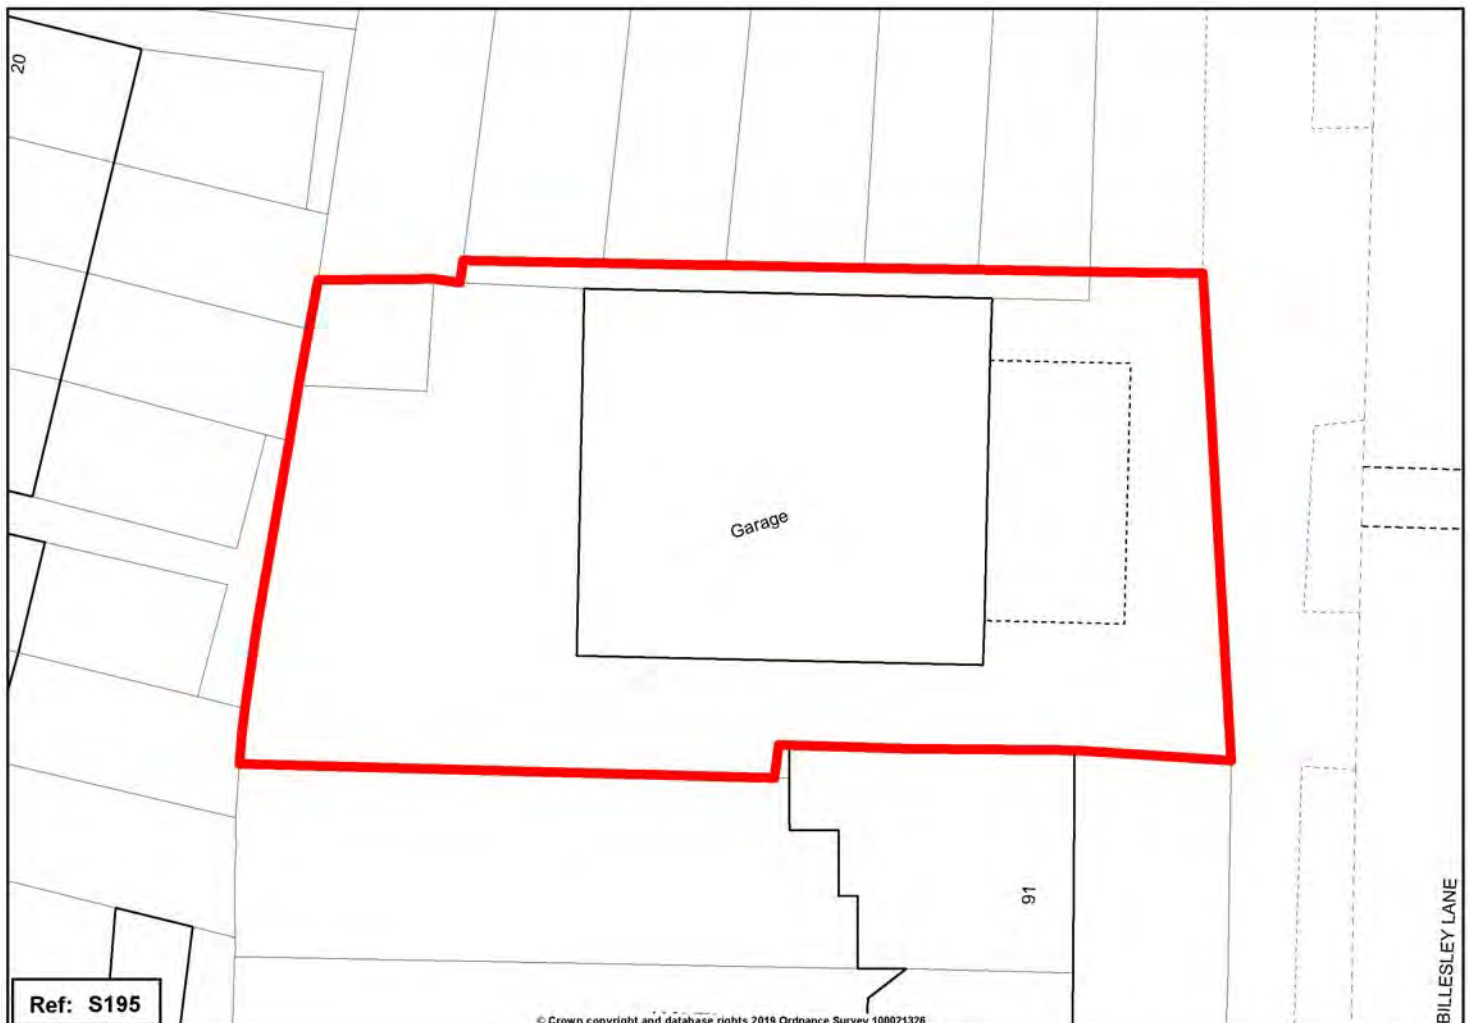 20
Garage
91
BILLESLEY LANE
Ref: S195
© Crown copyright and database rights 2019 Ordnance Survey 100021326